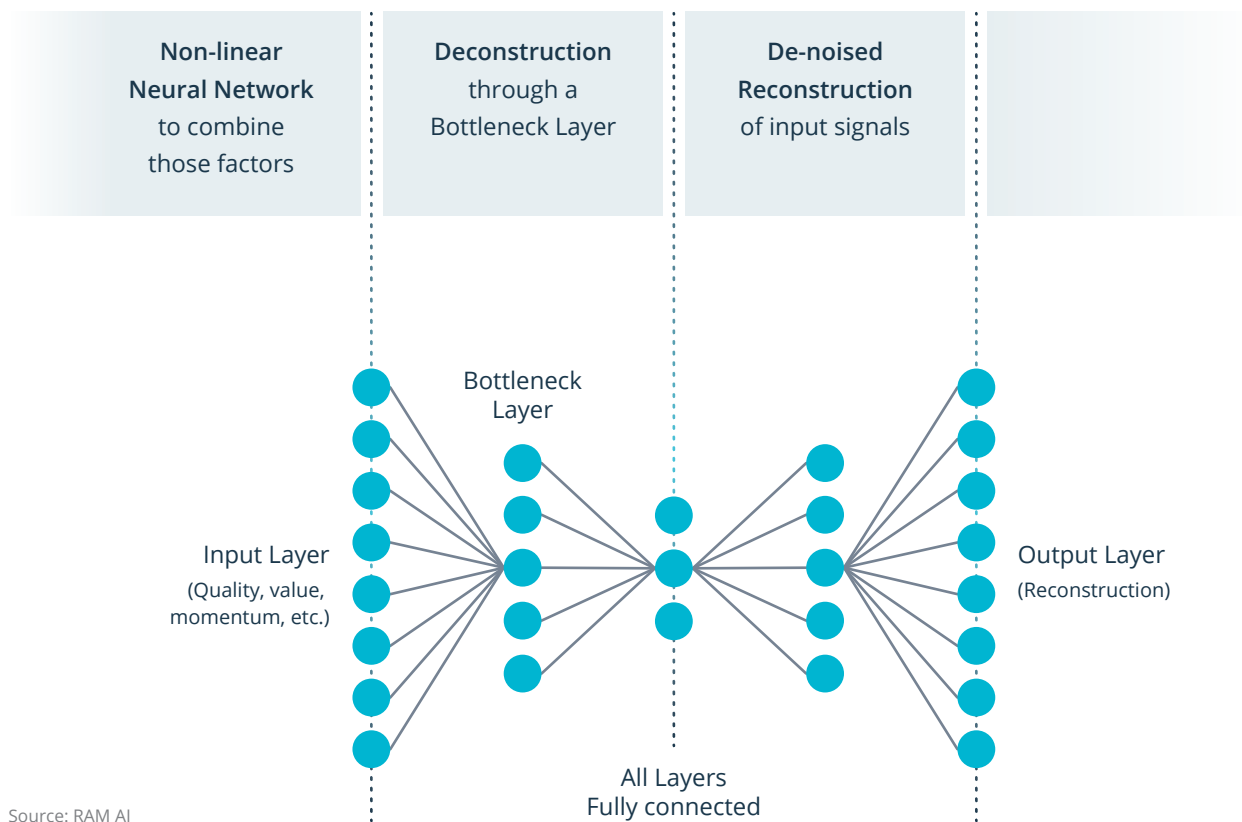 Non-linear
Neural Network
to combine
those factors
Deconstruction
through a
Bottleneck Layer
De-noised
Reconstruction
of input signals
Bottleneck
Layer
Input Layer
(Quality, value,
momentum, etc.)
Output Layer
(Reconstruction)
All Layers
Fully connected
Source: RAM AI